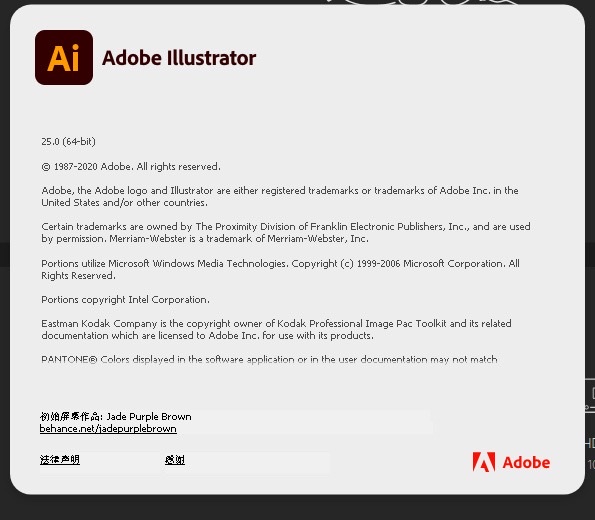 Ai Adobe Illustrator
25.0 (64-bit)
© 1987-2020 Adobe. All rights reserved.
Adobe, the Adobe logo and Illustrator are either registered trademarks or trademarks of Adobe Inc. in the
United States and/or other countries.
Certain trademarks are owned by The Proximity Division of Franklin Electronic Publishers, Inc., and are used
by permission. Merriam-Webster is a trademark of Merriam-Webster, Inc.
Portions utilize Microsoft Windows Media Technologies. Copyright (c) 1999-2006 Microsoft Corporation. All
Rights Reserved.
Portions copyright Intel Corporation.
Eastman Kodak Company is the copyright owner of Kodak Professional Image Pac Toolkit and its related
documentation which are licensed to Adobe Inc. for use with its products.
PANTONE® Colors displayed in the software application or in the user documentation may not match
初始屏幕作品: Jade Purple Brown
behance.net/jadepurplebrown
法律声明 感谢
Adobe